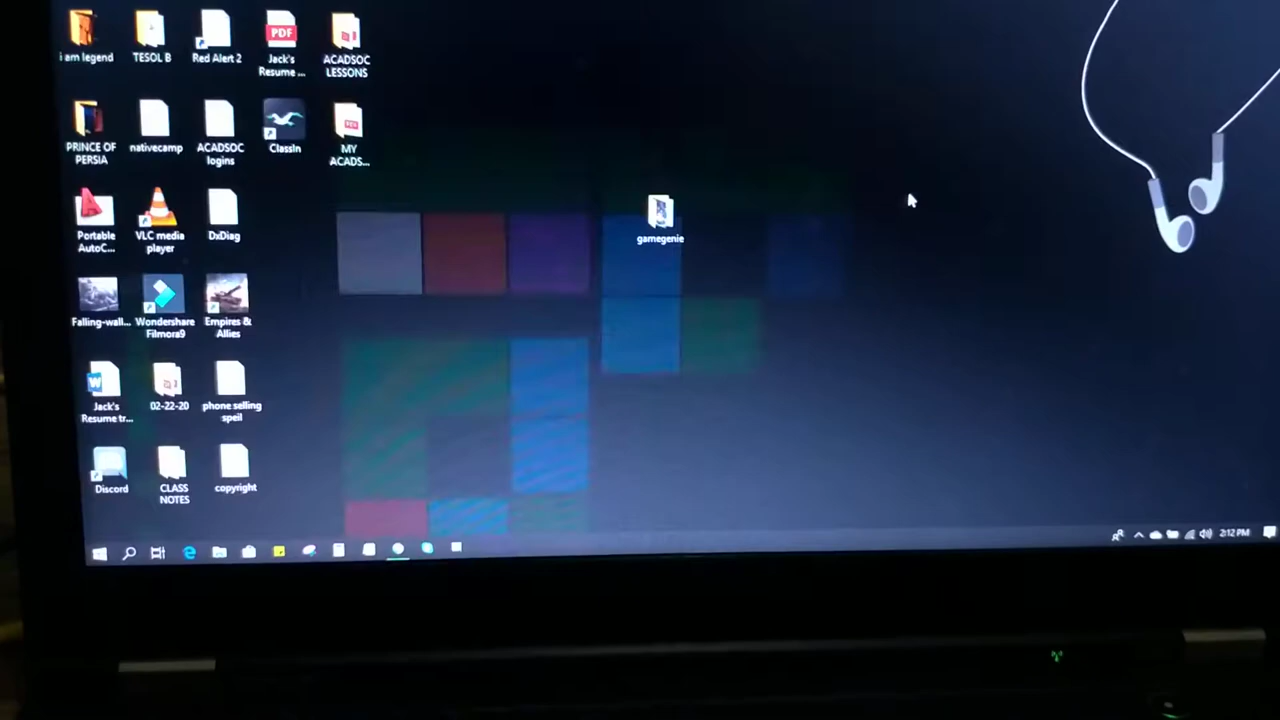 i am legend
TESOL B
Red Alert 2
PDF
Jack's
Resume ...
ACADSOC
LESSONS
PRINCE OF
PERSIA
nativecamp
ACADSOC
logins
ClassIn
MY
ACADS...
Portable
AutoC...
VLC media
player
DxDiag
gamegenie
Falling-wall...
Wondershare
Filmora9
Empires &
Allies
Jack's
Resume tr...
02-22-20
phone selling
speil
Discord
CLASS
NOTES
copyright
2:12 PM